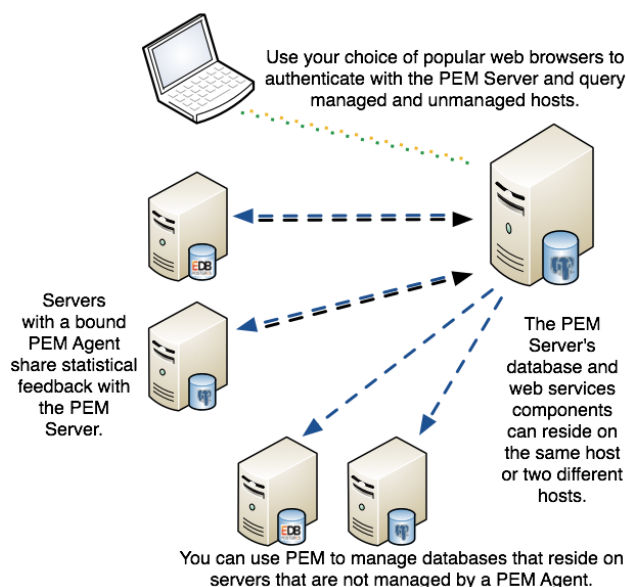 Use your choice of popular web browsers to
authenticate with the PEM Server and query
managed and unmanaged hosts.
EDB
Servers
with a bound
PEM Agent
share statistical
feedback with
the PEM
Server.
The PEM
Server's
database and
web services
components
can reside on
the same host
or two different
hosts.
EDB
You can use PEM to manage databases that reside on
servers that are not managed by a PEM Agent.